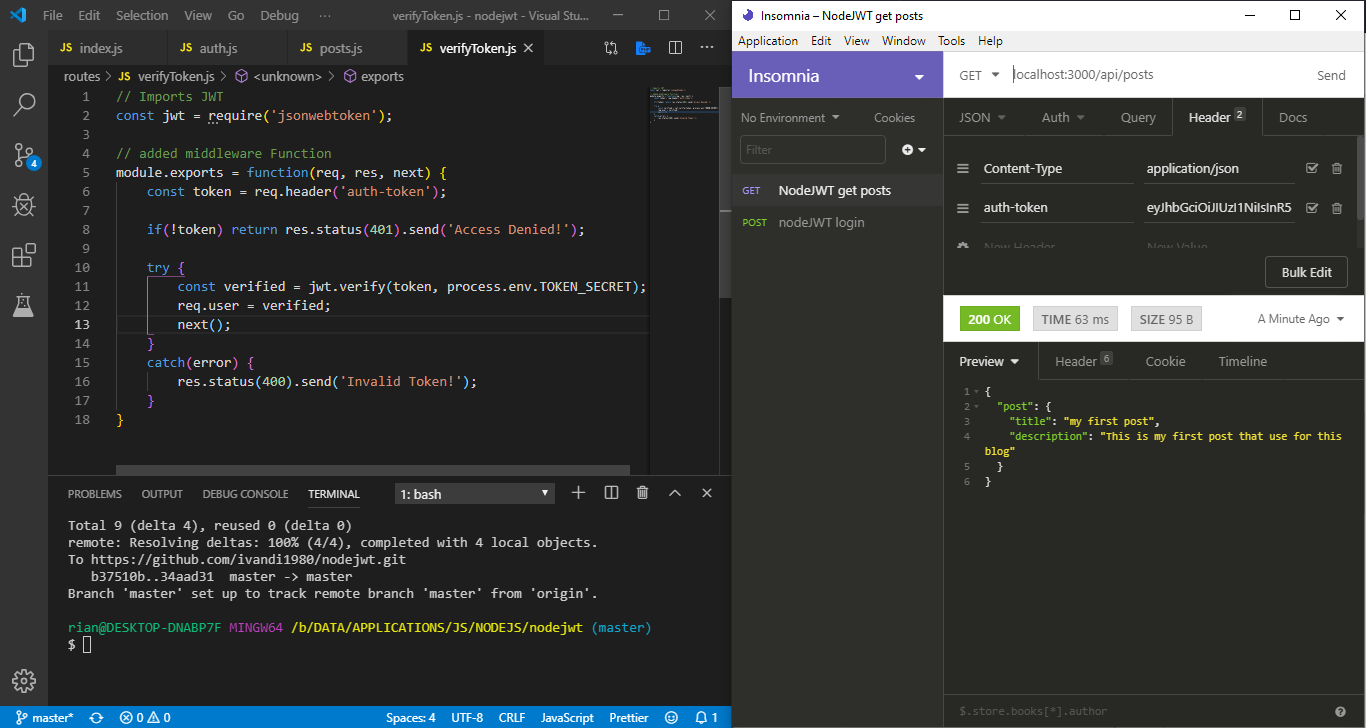 File Edit Selection View Go Debug ··· verifyToken.js - nodejwt - Visual Stu...
JS index.js JS auth.js JS posts.js JS verifyToken.js
routes > JS verifyToken.js > <unknown> > exports
1 // Imports JWT
2 const jwt = require('jsonwebtoken');
3
4 // added middleware Function
5 module.exports = function(req, res, next) {
6 const token = req.header('auth-token');
7
8 if(!token) return res.status(401).send('Access Denied!');
9
10 try {
11 const verified = jwt.verify(token, process.env.TOKEN_SECRET);
12 req.user = verified;
13 next();
14 }
15 catch(error) {
16 res.status(400).send('Invalid Token!');
17 }
18 }
4
PROBLEMS OUTPUT DEBUG CONSOLE TERMINAL 1: bash
Total 9 (delta 4), reused 0 (delta 0)
remote: Resolving deltas: 100% (4/4), completed with 4 local objects.
To https://github.com/ivandi1980/nodejwt.git
b37510b..34aad31 master -> master
Branch 'master' set up to track remote branch 'master' from 'origin'.
rian@DESKTOP-DNABP7F MINGW64 /b/DATA/APPLICATIONS/JS/NODEJS/nodejwt (master)
$
master* 0 0 Spaces: 4 UTF-8 CRLF JavaScript Prettier 1
Insomnia – NodeJWT get posts
Application Edit View Window Tools Help
Insomnia
GET localhost:3000/api/posts Send
No Environment Cookies
Filter
GET NodeJWT get posts
POST nodeJWT login
JSON Auth Query Header 2 Docs
Content-Type application/json
auth-token eyJhbGciOiJIUzI1NiIsInR5
New Header New Value
Bulk Edit
200 OK TIME 63 ms SIZE 95 B A Minute Ago
Preview Header 6 Cookie Timeline
1 {
2 "post": {
3 "title": "my first post",
4 "description": "This is my first post that use for this
blog"
5 }
6 }
$.store.books[*].author